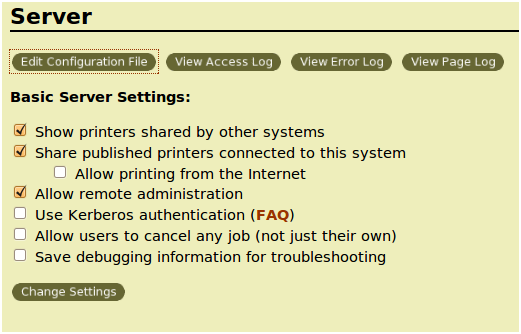 Server
Edit Configuration File View Access Log View Error Log View Page Log
Basic Server Settings:
Show printers shared by other systems
Share published printers connected to this system
Allow printing from the Internet
Allow remote administration
Use Kerberos authentication (FAQ)
Allow users to cancel any job (not just their own)
Save debugging information for troubleshooting
Change Settings